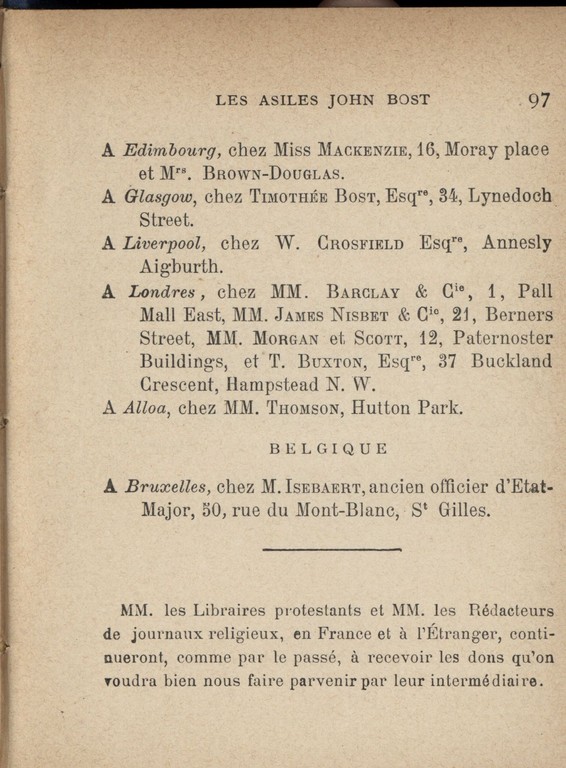 LES ASILES JOHN BOST 97
A Edimbourg, chez Miss MACKENZIE, 16, Moray place
et Mrs. BROWN-DOUGLAS.
A Glasgow, chez TIMOTHÉE BOST, Esqre, 34, Lynedoch
Street.
A Liverpool, chez W. CROSFIELD Esqre, Annesly
Aigburth.
A Londres, chez MM. BARCLAY & Cie, 1, Pall
Mall East, MM. JAMES NISBET & Cie, 21, Berners
Street, MM. MORGAN et SCOTT, 12, Paternoster
Buildings, et T. BUXTON, Esqre, 37 Buckland
Crescent, Hampstead N. W.
A Alloa, chez MM. THOMSON, Hutton Park.
BELGIQUE
A Bruxelles, chez M. ISEBAERT, ancien officier d'Etat-
Major, 50, rue du Mont-Blanc, St Gilles.
MM. les Libraires protestants et MM. les Rédacteurs
de journaux religieux, en France et à l'Étranger, conti-
nueront, comme par le passé, à recevoir les dons qu'on
voudra bien nous faire parvenir par leur intermédiaire.